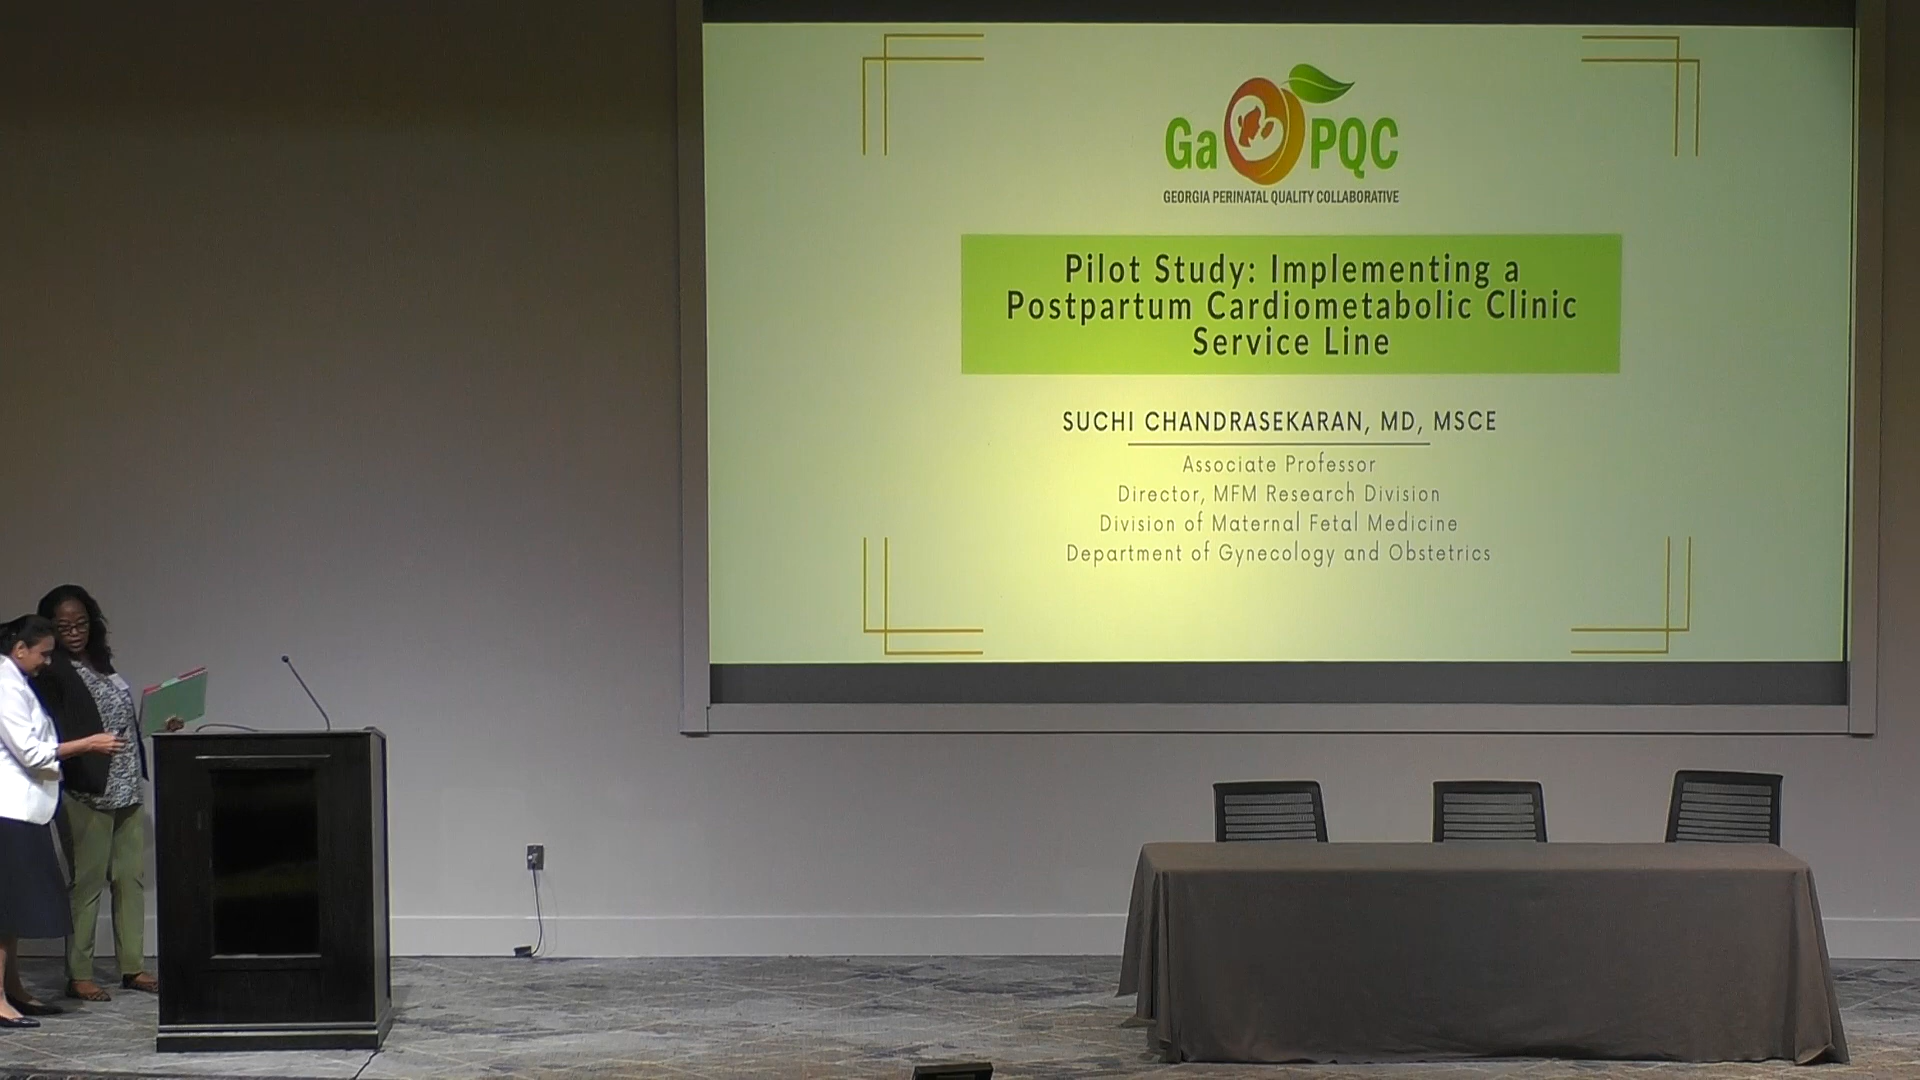 Ga PQC
GEORGIA PERINATAL QUALITY COLLABORATIVE
Pilot Study: Implementing a
Postpartum Cardiometabolic Clinic
Service Line
SUCHI CHANDRASEKARAN, MD, MSCE
Associate Professor
Director, MFM Research Division
Division of Maternal Fetal Medicine
Department of Gynecology and Obstetrics